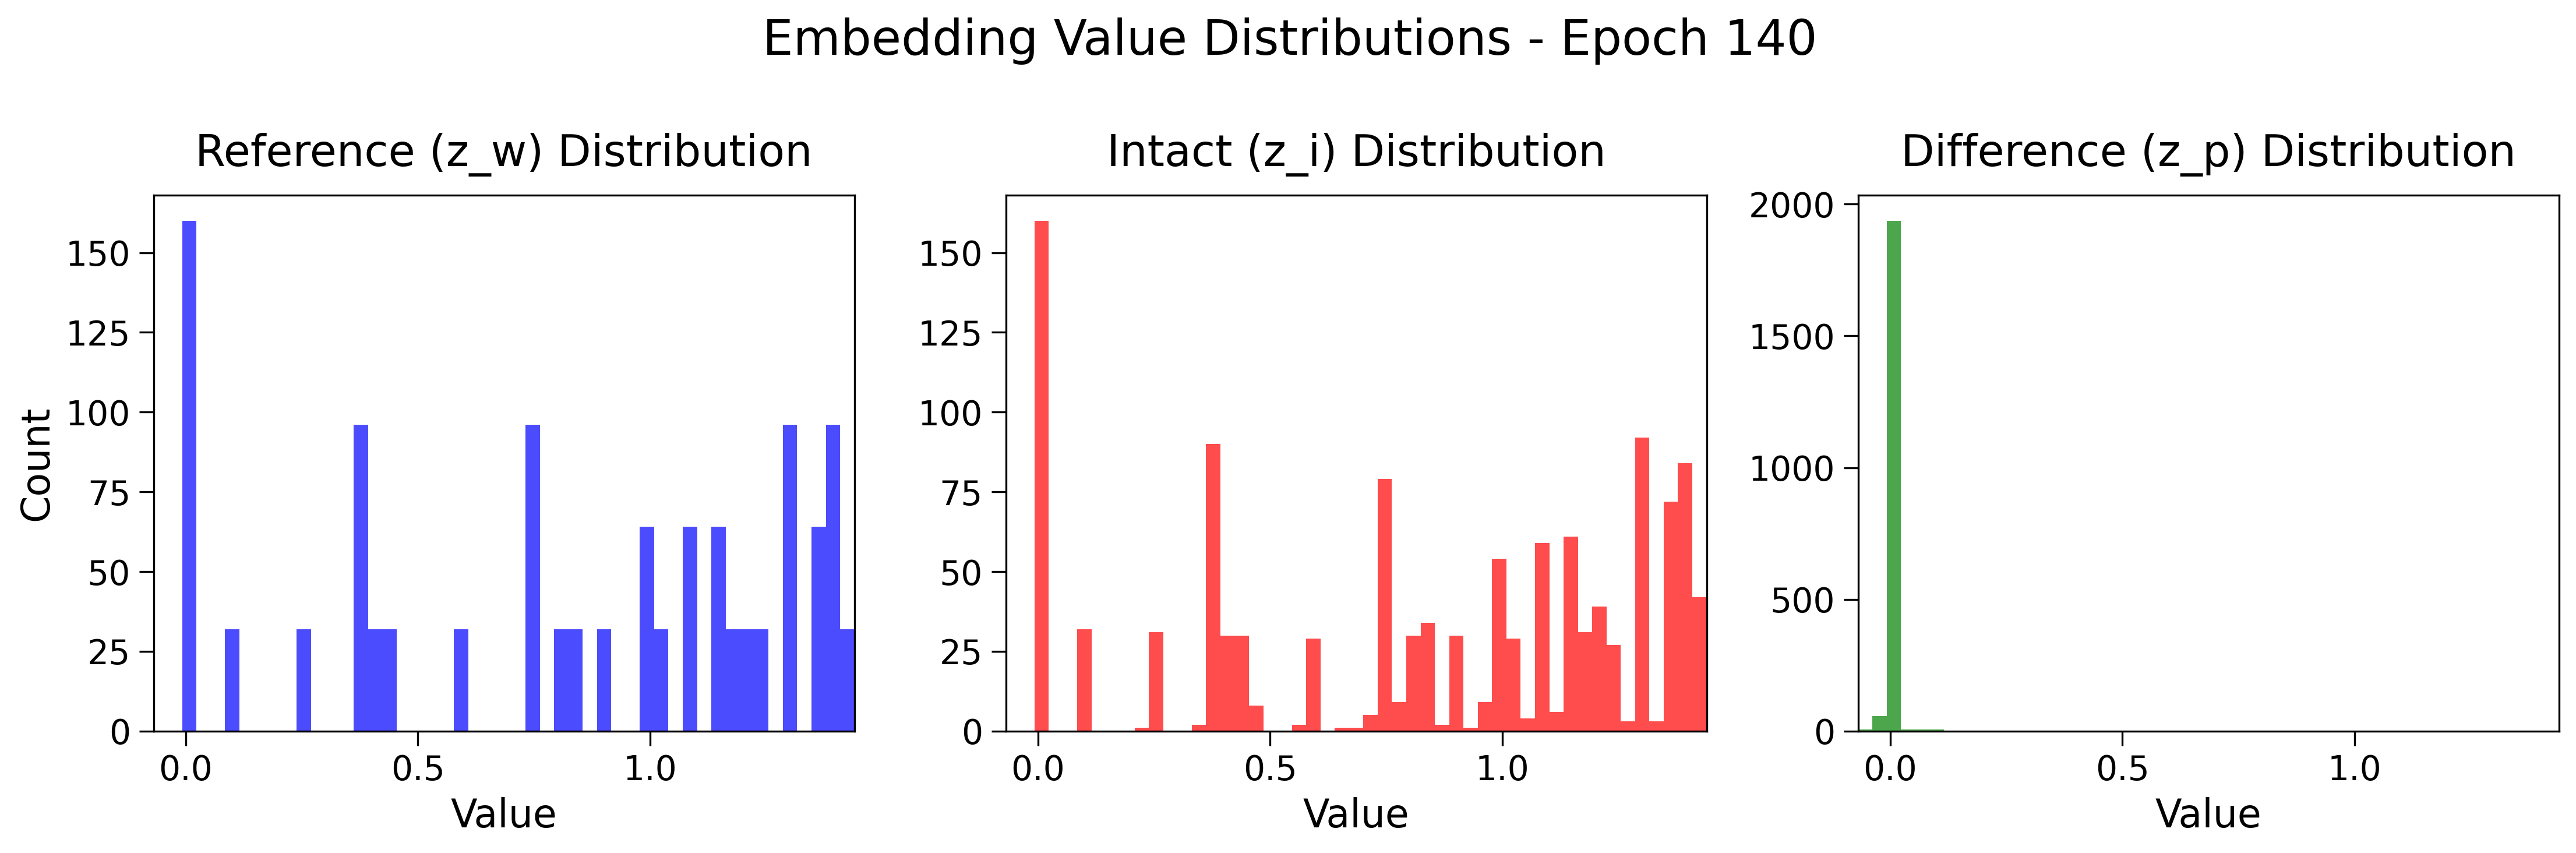 Embedding Value Distributions - Epoch 140
Reference (z_w) Distribution
Intact (z_i) Distribution
Difference (z_p) Distribution
Count
150
125
100
75
50
25
0
0.0 0.5 1.0
Value
150
125
100
75
50
25
0
0.0 0.5 1.0
Value
2000
1500
1000
500
0
0.0 0.5 1.0
Value